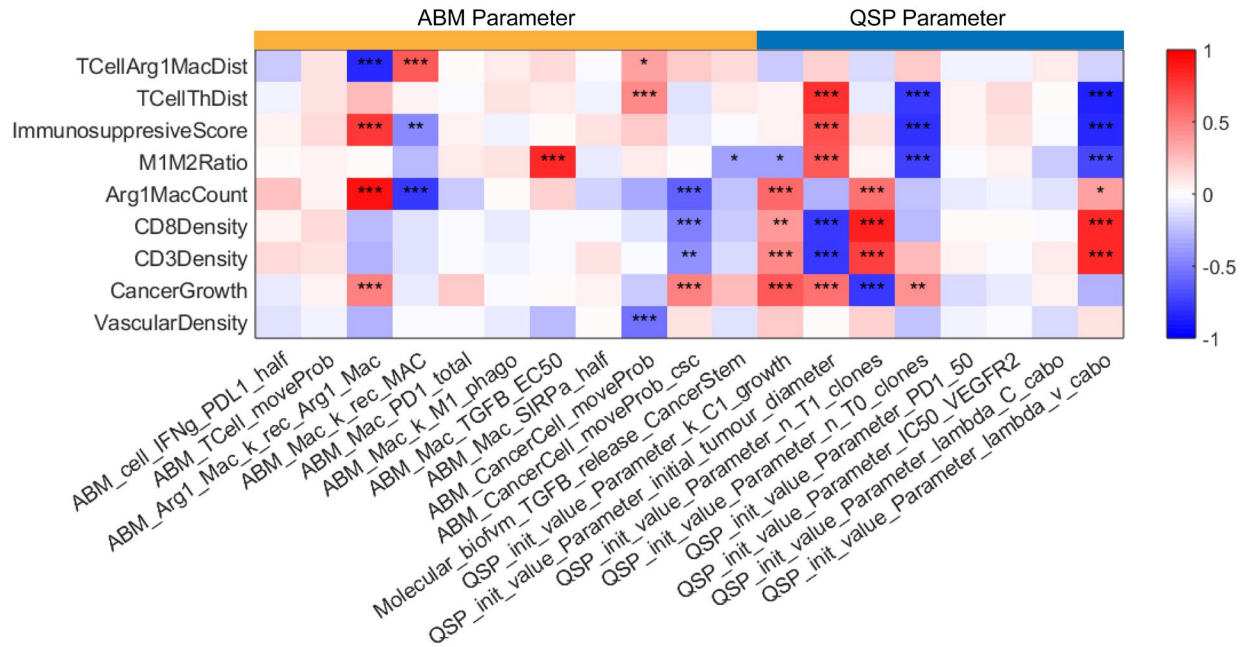 ABM Parameter QSP Parameter
TCellArg1MacDist *** *** *
TCellThDist *** *** *** ***
ImmunosuppresiveScore *** ** *** *** ***
M1M2Ratio *** * * *** *** ***
Arg1MacCount *** *** *** *** *** *
CD8Density *** ** *** *** ***
CD3Density ** *** *** *** ***
CancerGrowth *** *** *** *** *** **
VascularDensity ***
1
0.5
0
-0.5
-1
ABM_cell_IFNg_PDL1_half
ABM_TCell_moveProb
ABM_Arg1_Mac_k_rec_Arg1_Mac
ABM_Mac_k_rec_MAC
ABM_Mac_PD1_total
ABM_Mac_k_M1_phago
ABM_Mac_TGFB_EC50
ABM_Mac_SIRPa_half
ABM_CancerCell_moveProb
ABM_CancerCell_moveProb_csc
Molecular_biofvm_TGFB_release_CancerStem
QSP_init_value_Parameter_k_C1_growth
QSP_init_value_Parameter_initial_tumour_diameter
QSP_init_value_Parameter_n_T1_clones
QSP_init_value_Parameter_n_T0_clones
QSP_init_value_Parameter_PD1_50
QSP_init_value_Parameter_IC50_VEGFR2
QSP_init_value_Parameter_lambda_C_cabo
QSP_init_value_Parameter_lambda_v_cabo